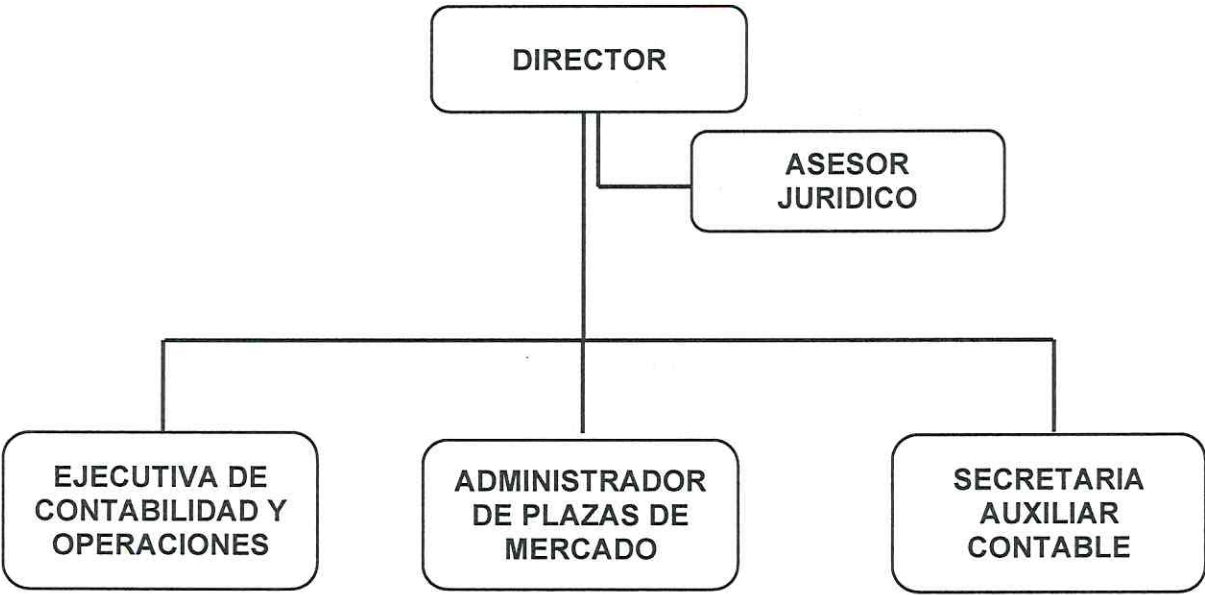 DIRECTOR
ASESOR
JURIDICO
EJECUTIVA DE
CONTABILIDAD Y
OPERACIONES
ADMINISTRADOR
DE PLAZAS DE
MERCADO
SECRETARIA
AUXILIAR
CONTABLE